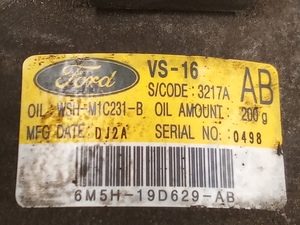 Ford VS-16
S/CODE: 3217A AB
OIL: WSH-M1C231-B OIL AMOUNT: 200g
MFG DATE: DJ2A SERIAL NO: 0498
6M5H-19D629-AB